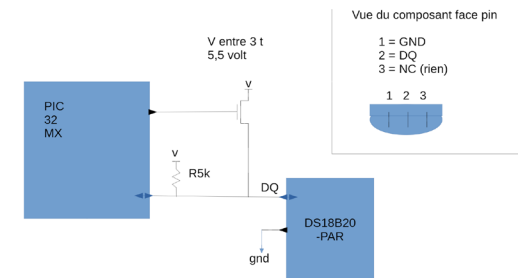 Vue du composant face pin
1 = GND
2 = DQ
3 = NC (rien)
1 2 3
V entre 3 t
5,5 volt
V
PIC
32
MX
V
R5k
DQ
DS18B20
-PAR
gnd